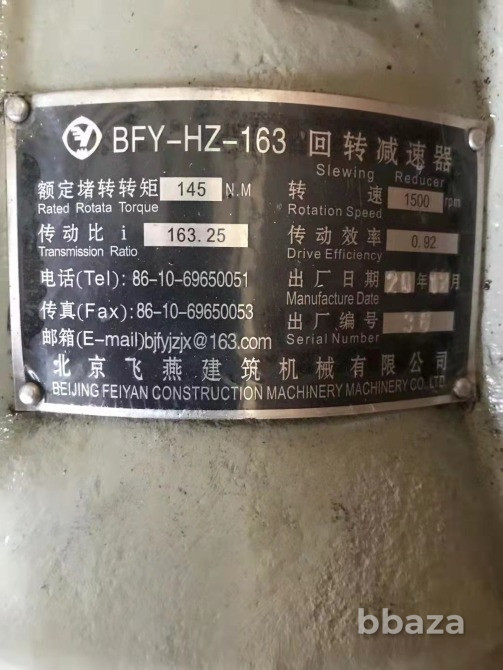 BFY-HZ-163 回转减速器
Slewing Reducer
额定堵转转矩 145 N.M 转速 1500 rpm
Rated Rotata Torque Rotation Speed
传动比 i 163.25 传动效率 0.92
Transmission Ratio Drive Efficiency
电话(Tel): 86-10-69650051 出厂日期 20 年 月
Manufacture Date
传真(Fax): 86-10-69650053 出厂编号
Serial Number
邮箱(E-mail)bjfyjzjx@163.com
北京飞燕建筑机械有限公司
BEIJING FEIYAN CONSTRUCTION MACHINERY MACHINERY CO.,LTD.
bbaza